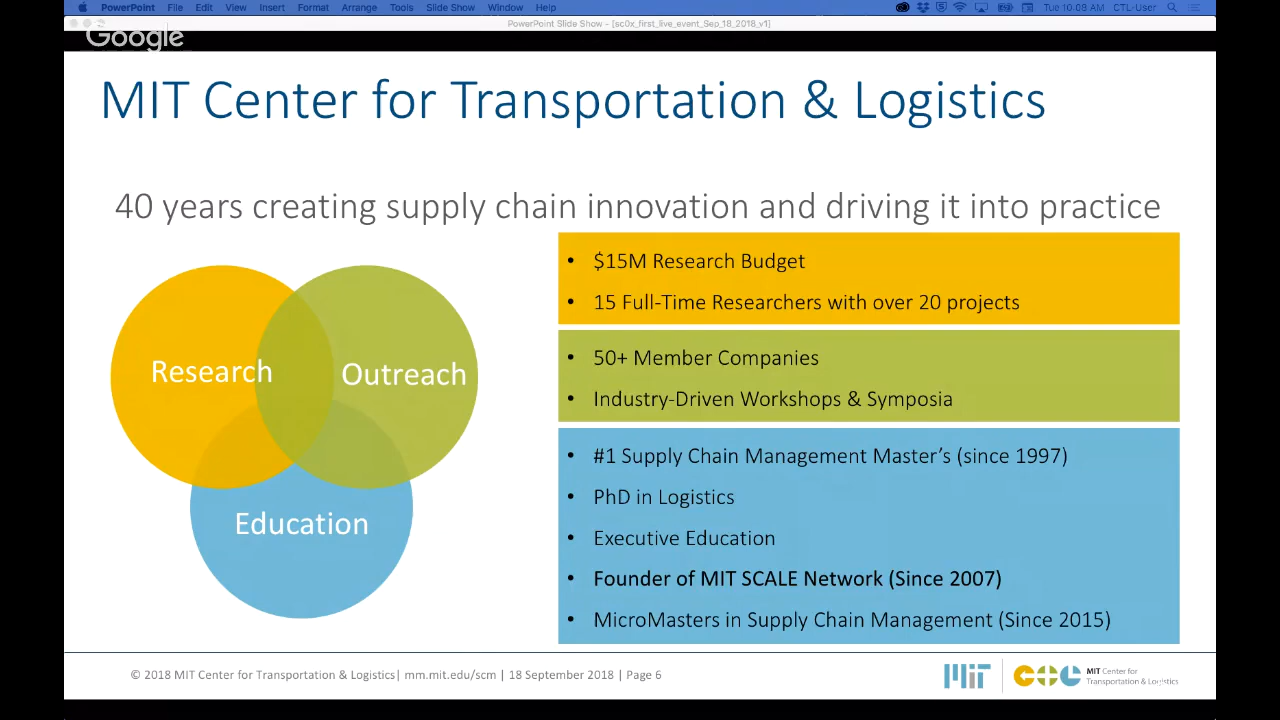 PowerPoint File Edit View Insert Format Arrange Tools Slide Show Window Help Tue 10:08 AM CTL-User
PowerPoint Slide Show - [sc0x_first_live_event_Sep_18_2018_v1]
Google
MIT Center for Transportation & Logistics
40 years creating supply chain innovation and driving it into practice
Research
Outreach
Education
• $15M Research Budget
• 15 Full-Time Researchers with over 20 projects
• 50+ Member Companies
• Industry-Driven Workshops & Symposia
• #1 Supply Chain Management Master's (since 1997)
• PhD in Logistics
• Executive Education
• Founder of MIT SCALE Network (Since 2007)
• MicroMasters in Supply Chain Management (Since 2015)
© 2018 MIT Center for Transportation & Logistics| mm.mit.edu/scm | 18 September 2018 | Page 6
MIT
CTL
MIT Center for
Transportation & Logistics